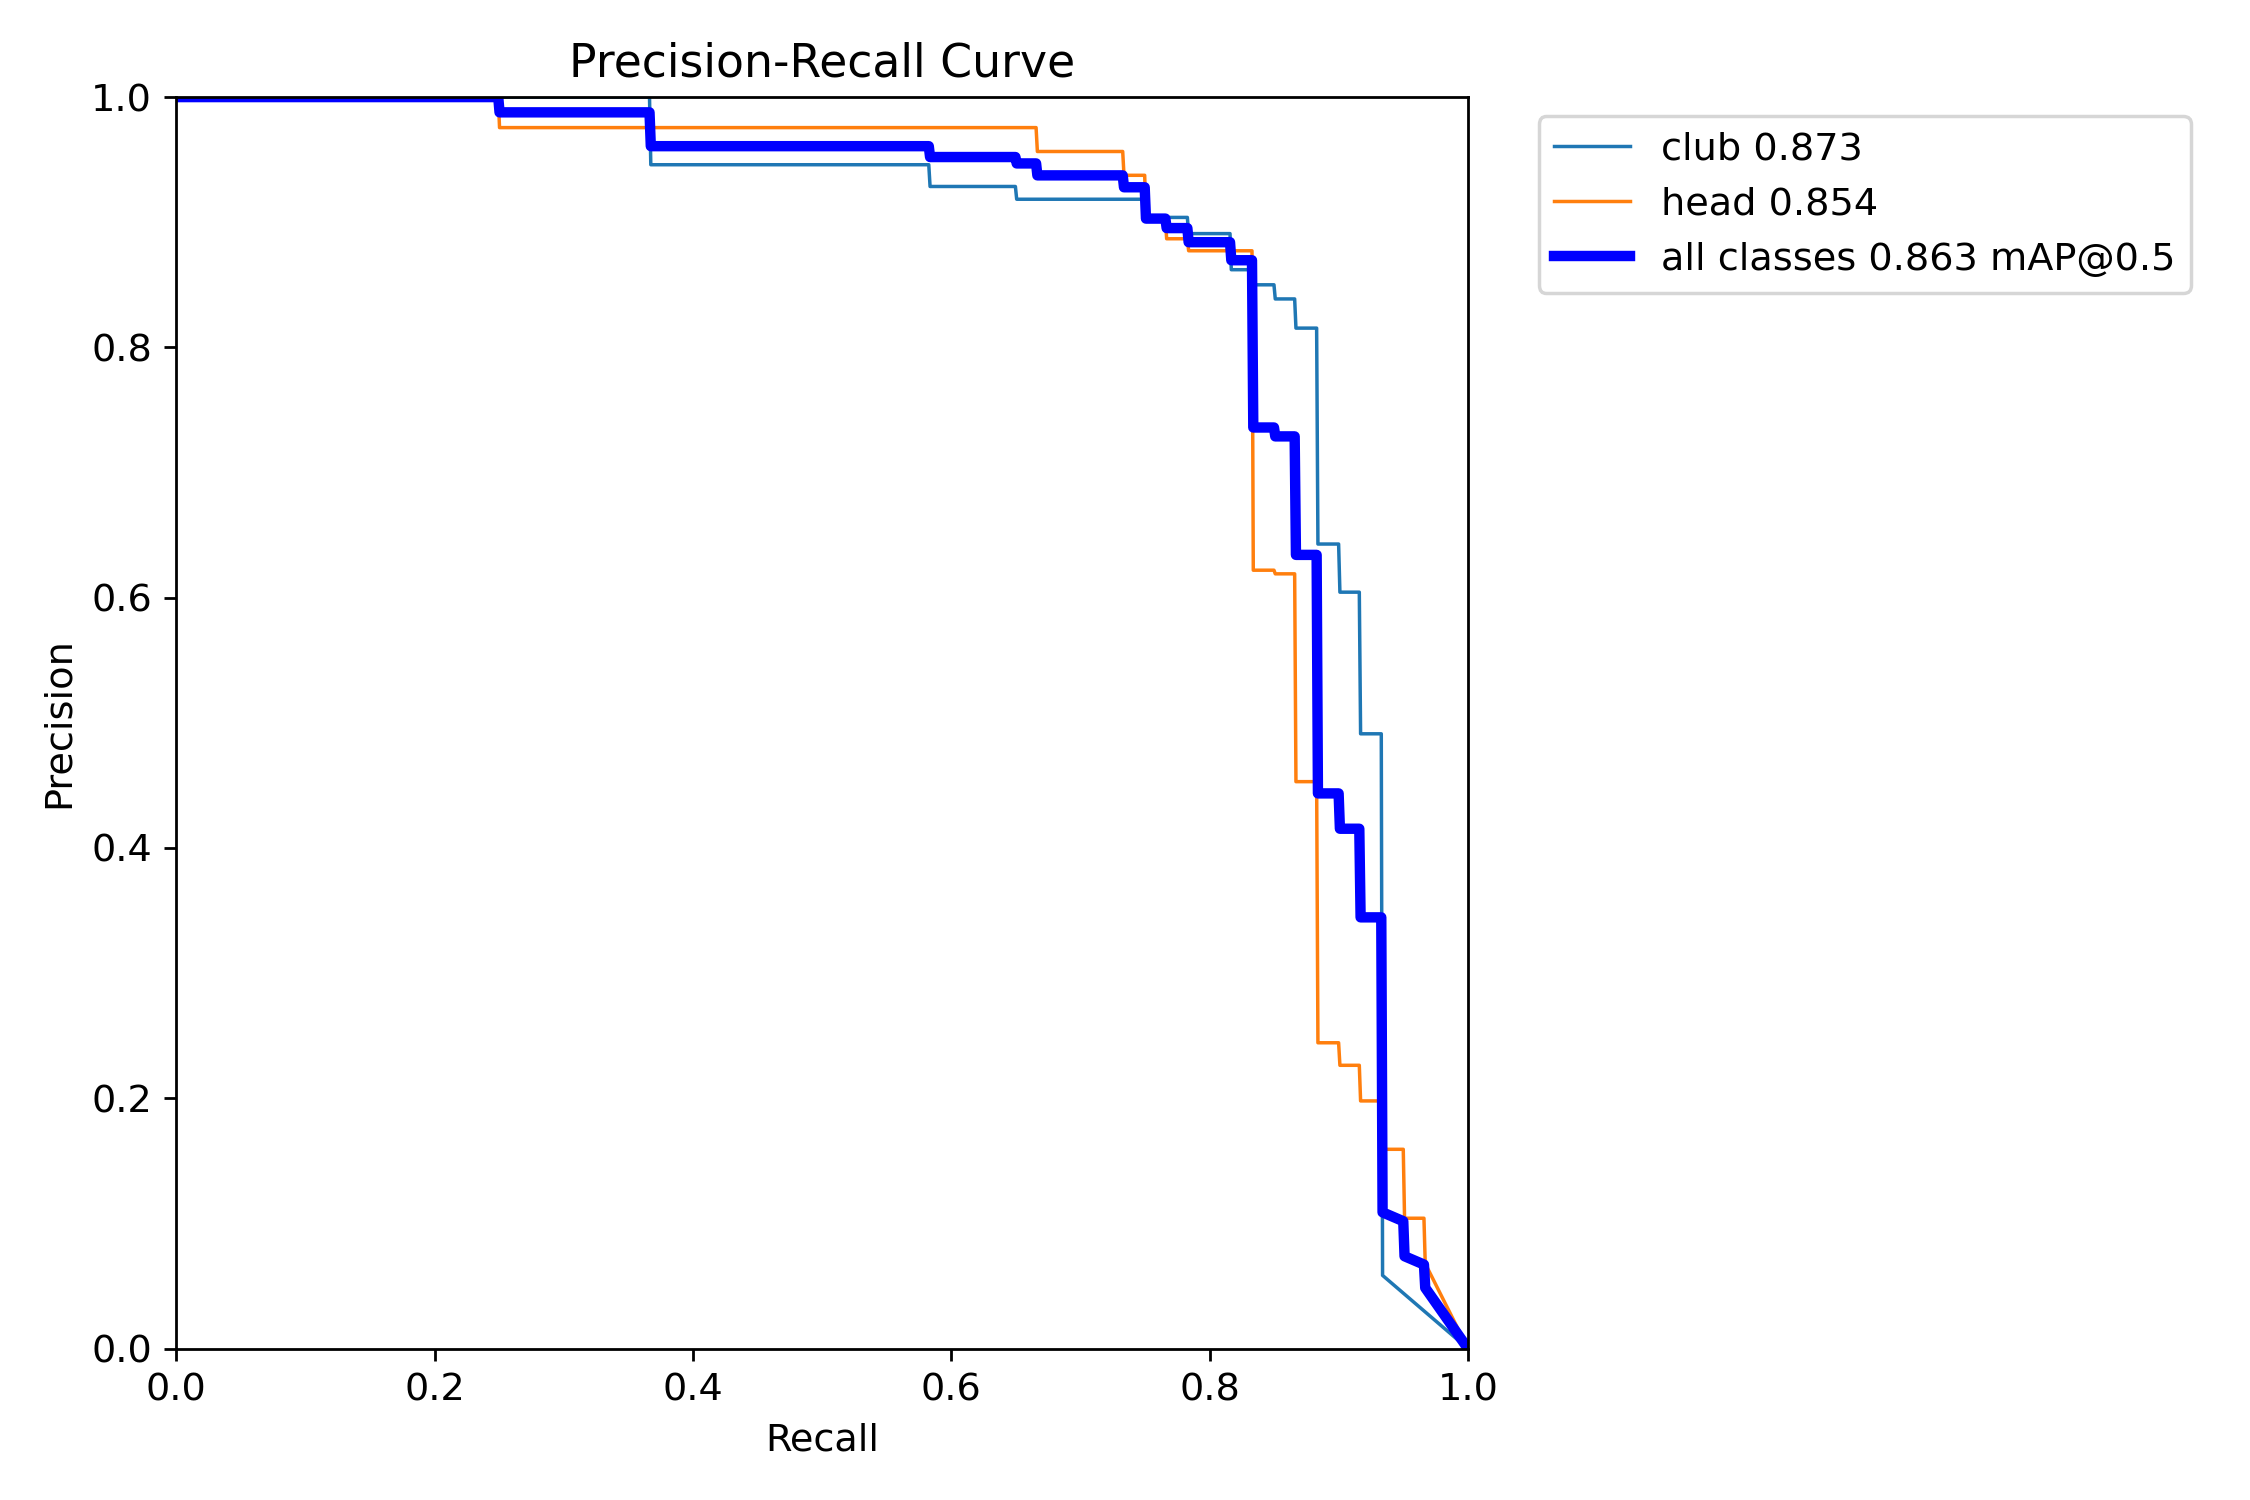 Precision-Recall Curve
1.0
0.8
0.6
0.4
0.2
0.0
Precision
0.0 0.2 0.4 0.6 0.8 1.0
Recall
club 0.873
head 0.854
all classes 0.863 mAP@0.5